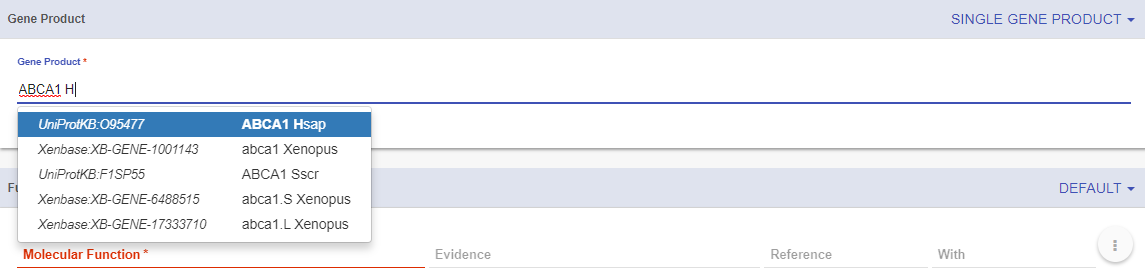 Gene Product SINGLE GENE PRODUCT
Gene Product *
ABCA1 H
UniProtKB:O95477 ABCA1 Hsap
Xenbase:XB-GENE-1001143 abca1 Xenopus
UniProtKB:F1SP55 ABCA1 Sscr
Fu DEFAULT
Xenbase:XB-GENE-6488515 abca1.S Xenopus
Xenbase:XB-GENE-17333710 abca1.L Xenopus
Molecular Function * Evidence Reference With